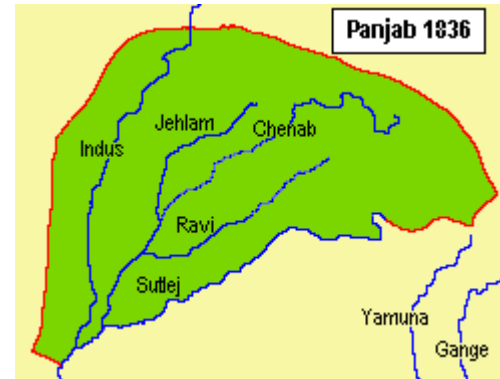 Panjab 1836
Jehlam
Chenab
Indus
Ravi
Sutlej
Yamuna
Gange